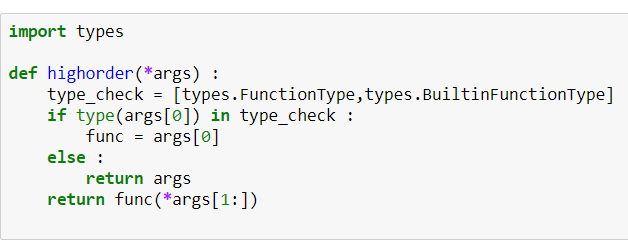 import types
def highorder(*args) :
    type_check = [types.FunctionType,types.BuiltinFunctionType]
    if type(args[0]) in type_check :
        func = args[0]
    else :
        return args
    return func(*args[1:])